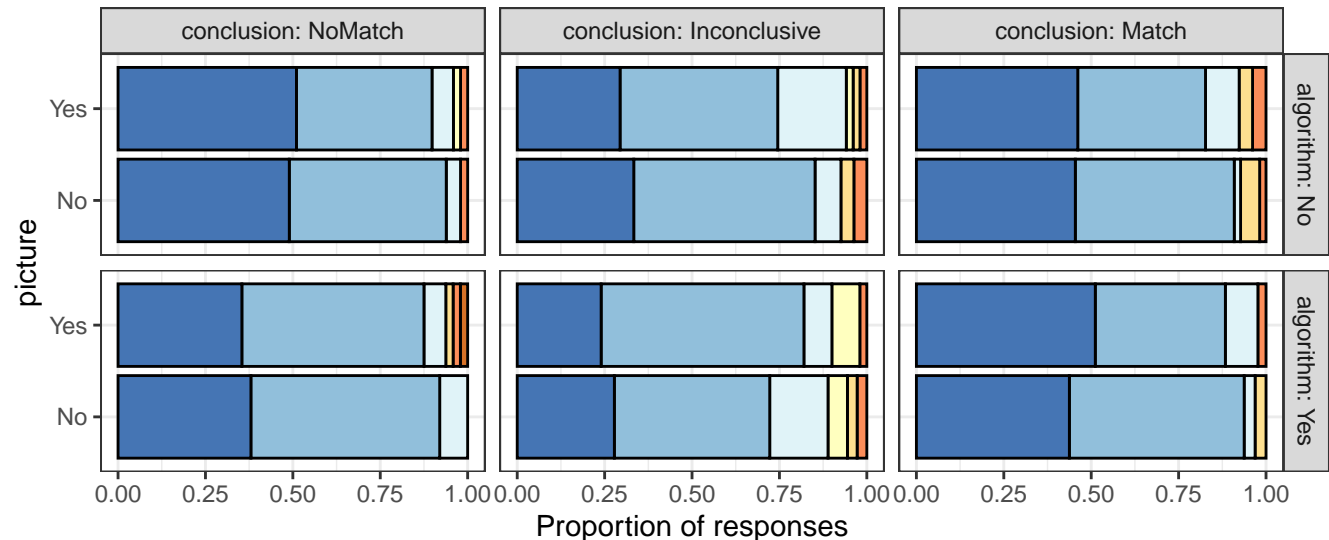 conclusion: NoMatch
conclusion: Inconclusive
conclusion: Match
Yes
No
algorithm: No
picture
Yes
No
algorithm: Yes
0.00 0.25 0.50 0.75 1.00
0.00 0.25 0.50 0.75 1.00
0.00 0.25 0.50 0.75 1.00
Proportion of responses